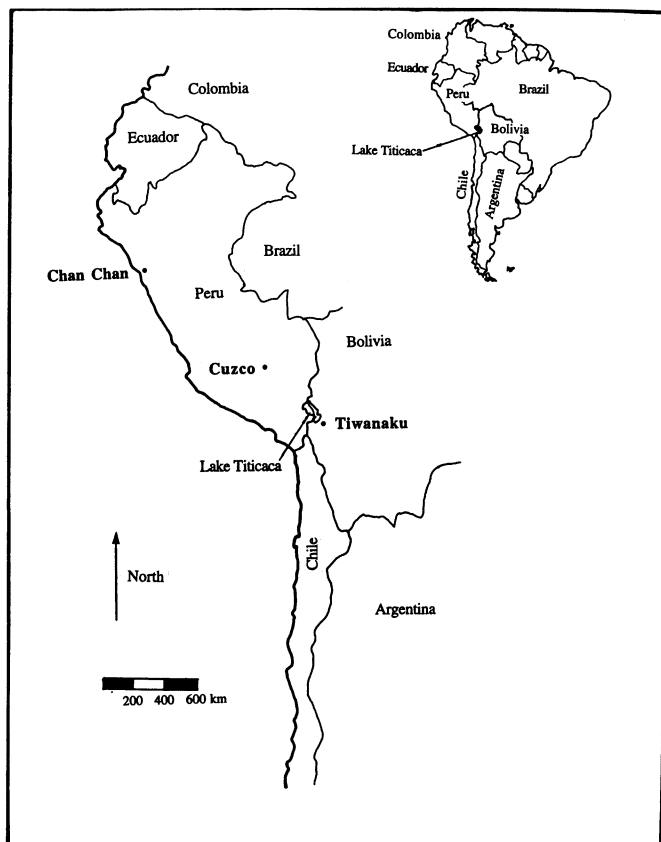 Colombia
Ecuador
Brazil
Chan Chan
Peru
Bolivia
Cuzco
Tiwanaku
Lake Titicaca
Chile
North
Argentina
200 400 600 km
Colombia
Ecuador
Brazil
Peru
Bolivia
Lake Titicaca
Chile
Argentina